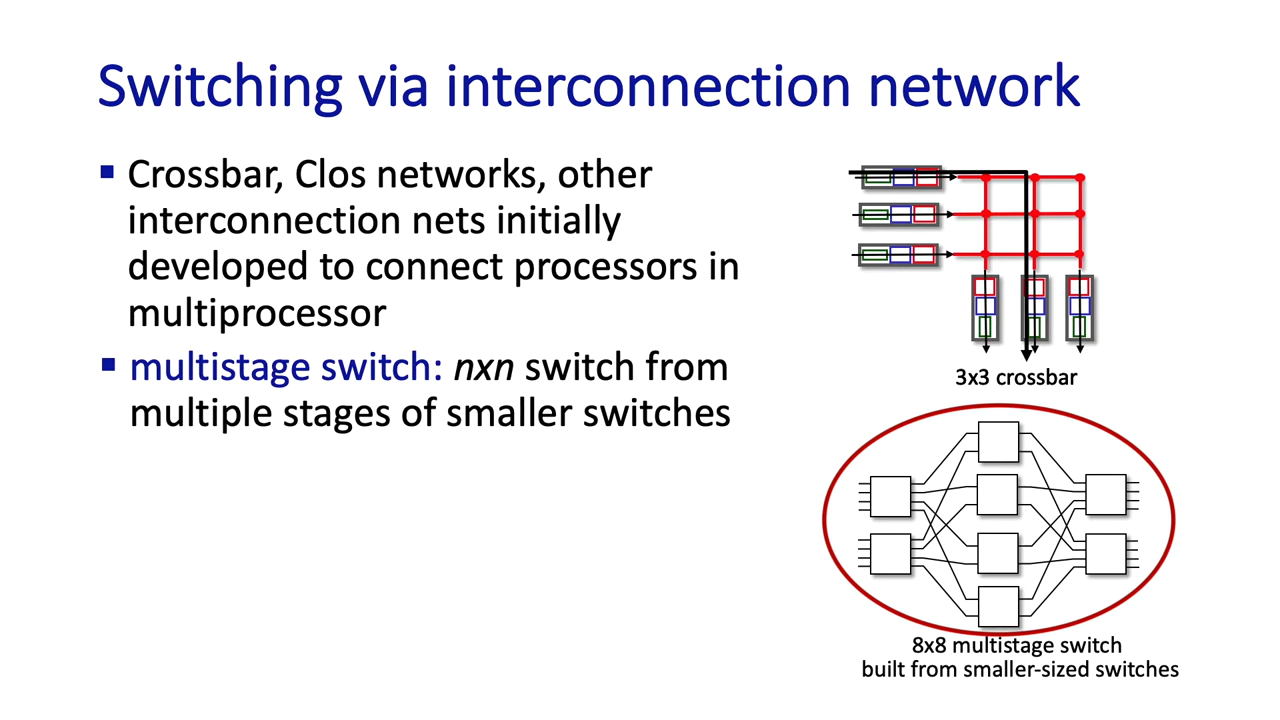 Switching via interconnection network
▪ Crossbar, Clos networks, other
interconnection nets initially
developed to connect processors in
multiprocessor
▪ multistage switch: nxn switch from
multiple stages of smaller switches
3x3 crossbar
8x8 multistage switch
built from smaller-sized switches